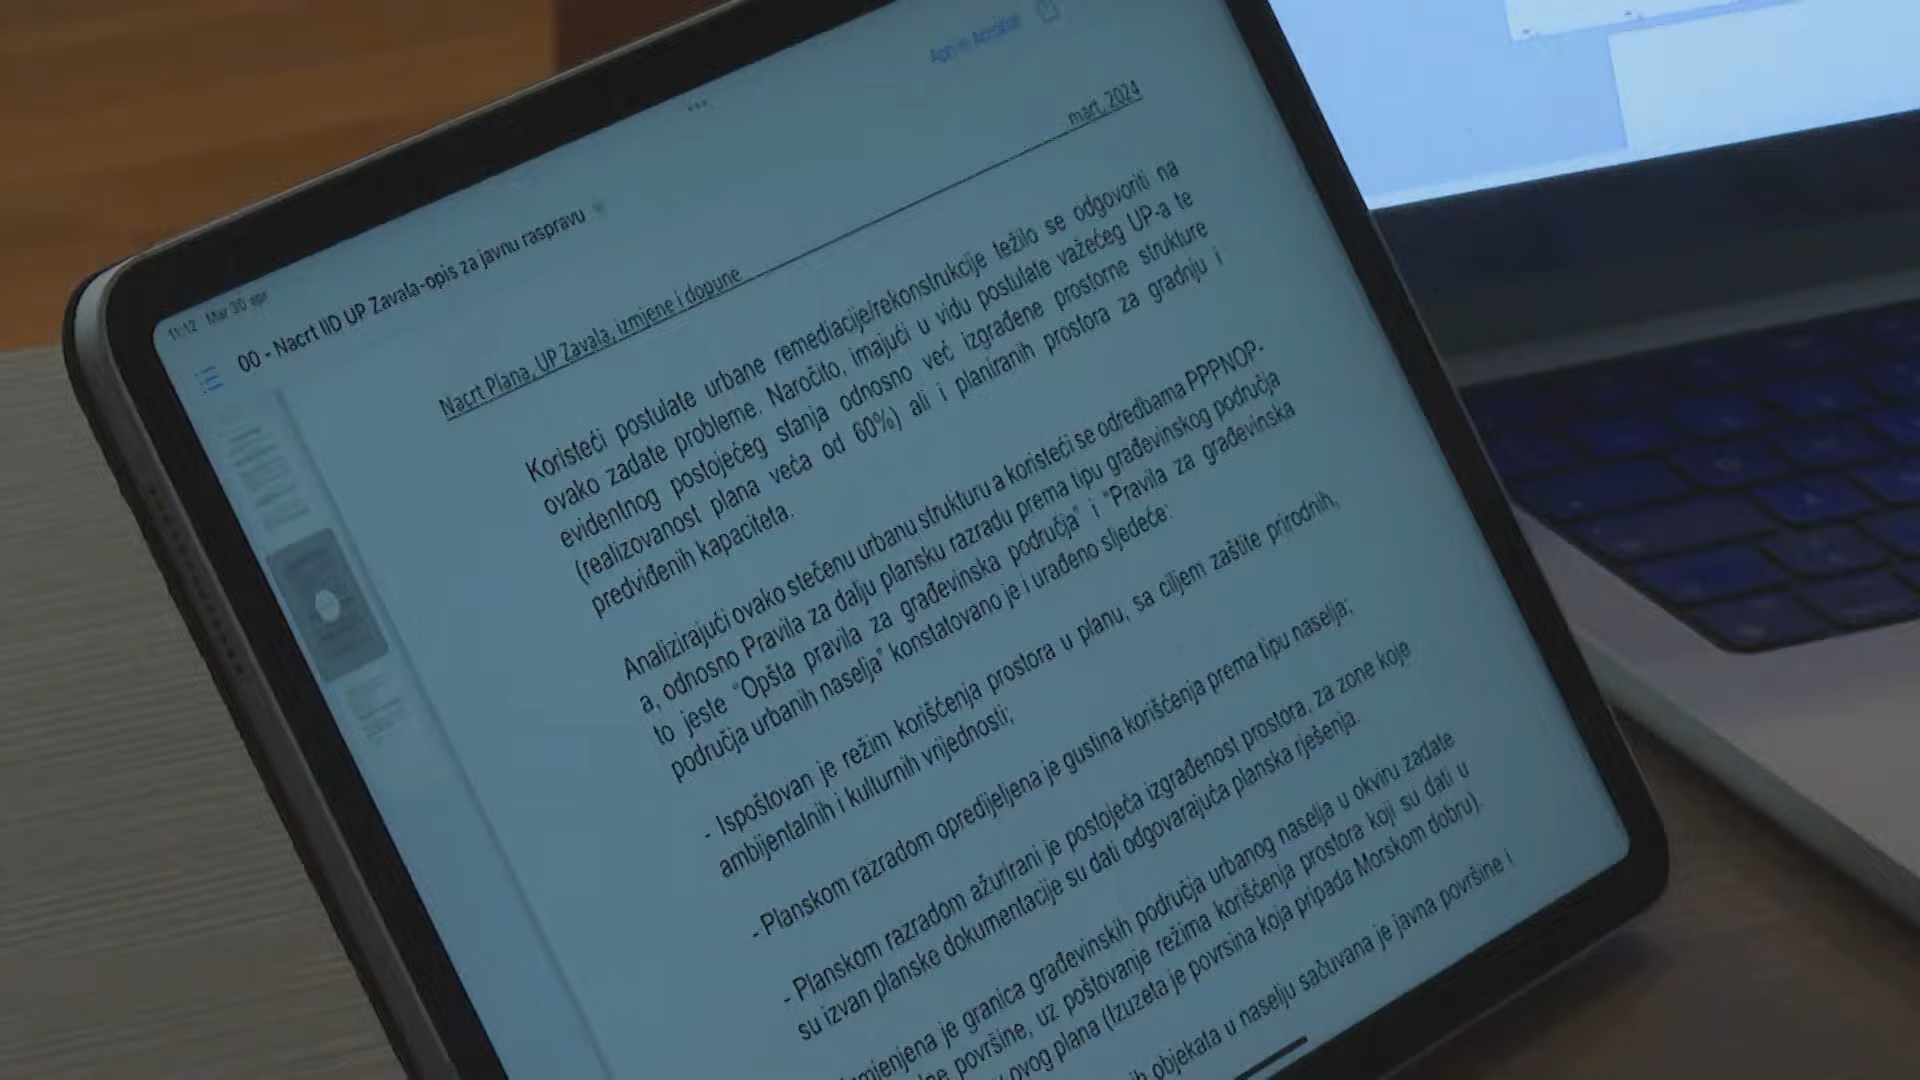 Apri in Acrobat
11:12 Mar 30 apr
00 - Nacrt IID UP Zavala-opis za javnu raspravu
Nacrt Plana, UP Zavala, izmjene i dopune
mart, 2024
Koristeći postulate urbane remedijacije/rekonstrukcije težilo se odgovoriti na
ovako zadate probleme. Naročito, imajući u vidu postulate važećeg UP-a te
evidentnog postojećeg stanja odnosno već izgrađene prostorne strukture
(realizovanost plana veća od 60%) ali i planiranih prostora za gradnju i
predviđenih kapaciteta.
Analizirajući ovako stečenu urbanu strukturu a koristeći se odredbama PPPNOP-
a, odnosno Pravila za dalju plansku razradu prema tipu građevinskog područja
to jeste "Opšta pravila za građevinska područja" i "Pravila za građevinska
područja urbanih naselja" konstatovano je i urađeno sljedeće:
- Ispoštovan je režim korišćenja prostora u planu, sa ciljem zaštite prirodnih,
ambijentalnih i kulturnih vrijednosti;
- Planskom razradom opredijeljena je gustina korišćenja prema tipu naselja;
- Planskom razradom ažurirani je postojeća izgrađenost prostora, za zone koje
su izvan planske dokumentacije su dati odgovarajuća planska rješenja.
je granica građevinskih područja urbanog naselja u okviru zadate
površine, uz poštovanje režima korišćenja prostora koji su dati u
ovog plana (Izuzeta je površina koja pripada Morskom dobru).
objekata u naselju sačuvana je javna površine i